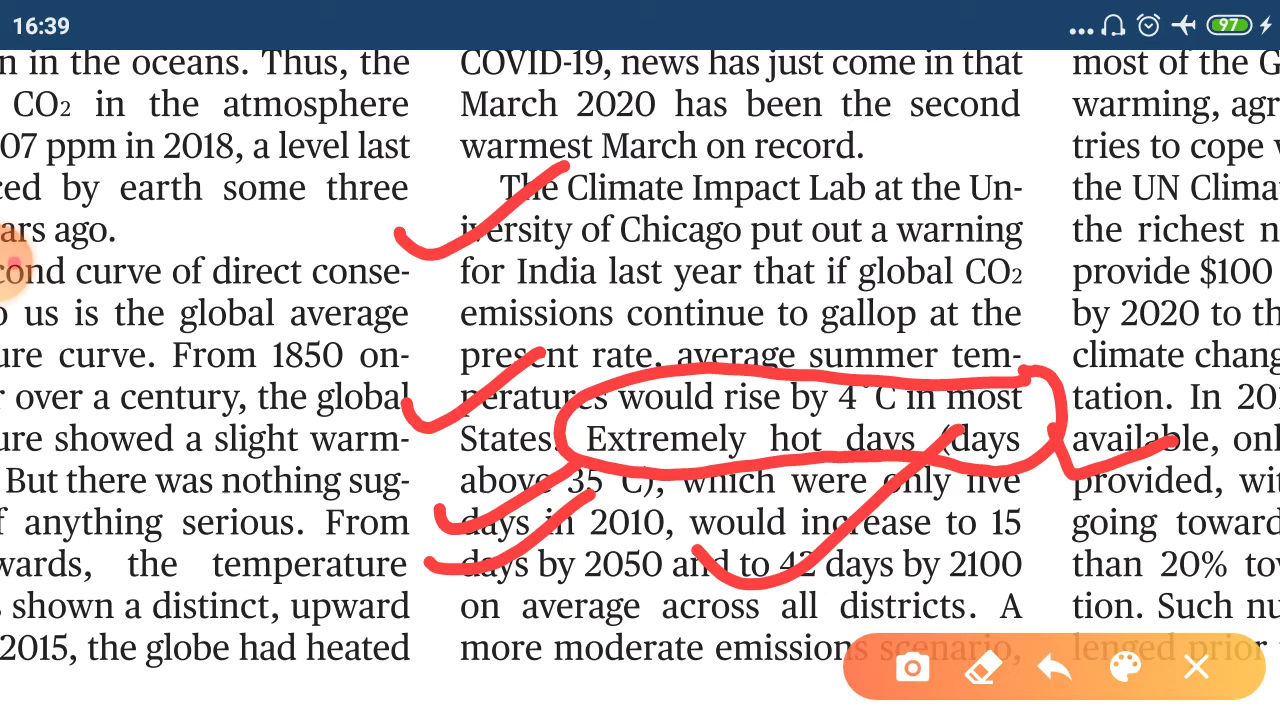 16:39
97
n in the oceans. Thus, the
CO2 in the atmosphere
07 ppm in 2018, a level last
ced by earth some three
ars ago.
cond curve of direct conse-
o us is the global average
ure curve. From 1850 on-
r over a century, the global
ure showed a slight warm-
But there was nothing sug-
f anything serious. From
wards, the temperature
s shown a distinct, upward
2015, the globe had heated
COVID-19, news has just come in that
March 2020 has been the second
warmest March on record.
The Climate Impact Lab at the Un-
iversity of Chicago put out a warning
for India last year that if global CO2
emissions continue to gallop at the
present rate, average summer tem-
peratures would rise by 4°C in most
States. Extremely hot days (days
above 35°C), which were only five
days in 2010, would increase to 15
days by 2050 and to 42 days by 2100
on average across all districts. A
more moderate emissions scenario,
most of the G
warming, agr
tries to cope w
the UN Clima
the richest n
provide $100
by 2020 to th
climate chang
tation. In 20
available, onl
provided, wit
going toward
than 20% tow
tion. Such nu
lenged prior